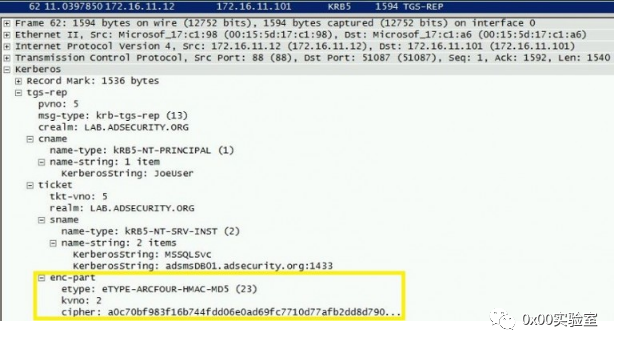 62 11.0397850 172.16.11.12 172.16.11.101 KRB5 1594 TGS-REP
Frame 62: 1594 bytes on wire (12752 bits), 1594 bytes captured (12752 bits) on interface 0
Ethernet II, Src: Microsof_17:c1:98 (00:15:5d:17:c1:98), Dst: Microsof_17:c1:a6 (00:15:5d:17:c1:a6)
Internet Protocol Version 4, Src: 172.16.11.12 (172.16.11.12), Dst: 172.16.11.101 (172.16.11.101)
Transmission Control Protocol, Src Port: 88 (88), Dst Port: 51087 (51087), Seq: 1, Ack: 1592, Len: 1540
Kerberos
Record Mark: 1536 bytes
tgs-rep
pvno: 5
msg-type: krb-tgs-rep (13)
crealm: LAB.ADSECURITY.ORG
cname
name-type: kRB5-NT-PRINCIPAL (1)
name-string: 1 item
KerberosString: JoeUser
ticket
tkt-vno: 5
realm: LAB.ADSECURITY.ORG
sname
name-type: kRB5-NT-SRV-INST (2)
name-string: 2 items
KerberosString: MSSQLSvc
KerberosString: adsmsDB01.adsecurity.org:1433
enc-part
etype: eTYPE-ARCFOUR-HMAC-MD5 (23)
kvno: 2
cipher: a0c70bf983f16b744fdd06e0ad69fc7710d77afb2dd8d790...
0x00实验室